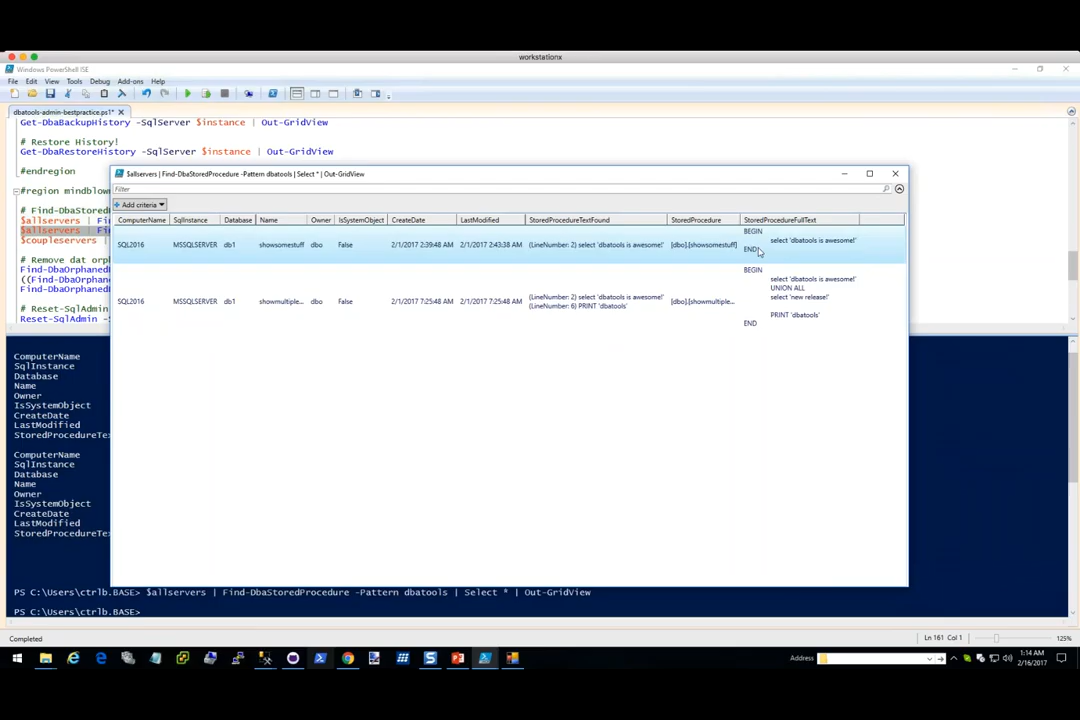 workstationx
Windows PowerShell ISE
File Edit View Tools Debug Add-ons Help
dbatools-admin-bestpractice.ps1*
Get-DbaBackupHistory -SqlServer $instance | Out-GridView
# Restore History!
Get-DbaRestoreHistory -SqlServer $instance | Out-GridView
#endregion
#region mindblown
# Find-DbaStoredP
$allservers | Fin
$allservers | Fin
$coupleservers
# Remove dat orph
Find-DbaOrphaned
((Find-DbaOrphaned
Find-DbaOrphaned
# Reset-SqlAdmin
Reset-SqlAdmin
$allservers | Find-DbaStoredProcedure -Pattern dbatools | Select * | Out-GridView
Filter
Add criteria
ComputerName SqlInstance Database Name Owner IsSystemObject CreateDate LastModified StoredProcedureTextFound StoredProcedure StoredProcedureFullText
SQL2016 MSSQLSERVER db1 showsomestuff dbo False 2/1/2017 2:39:48 AM 2/1/2017 2:43:38 AM (LineNumber: 2) select 'dbatools is awesome!' [dbo].[showsomestuff]
BEGIN
select 'dbatools is awesome!'
END
SQL2016 MSSQLSERVER db1 showmultiple... dbo False 2/1/2017 7:25:48 AM 2/1/2017 7:25:48 AM
(LineNumber: 2) select 'dbatools is awesome!'
(LineNumber: 6) PRINT 'dbatools'
[dbo].[showmultiple...
BEGIN
select 'dbatools is awesome!'
UNION ALL
select 'new release!'
PRINT 'dbatools'
END
ComputerName
SqlInstance
Database
Name
Owner
IsSystemObject
CreateDate
LastModified
StoredProcedureTex
ComputerName
SqlInstance
Database
Name
Owner
IsSystemObject
CreateDate
LastModified
StoredProcedureTex
PS C:\Users\ctrlb.BASE> $allservers | Find-DbaStoredProcedure -Pattern dbatools | Select * | Out-GridView
PS C:\Users\ctrlb.BASE>
Completed
Ln 161 Col 1
125%
Address
1:14 AM
2/16/2017